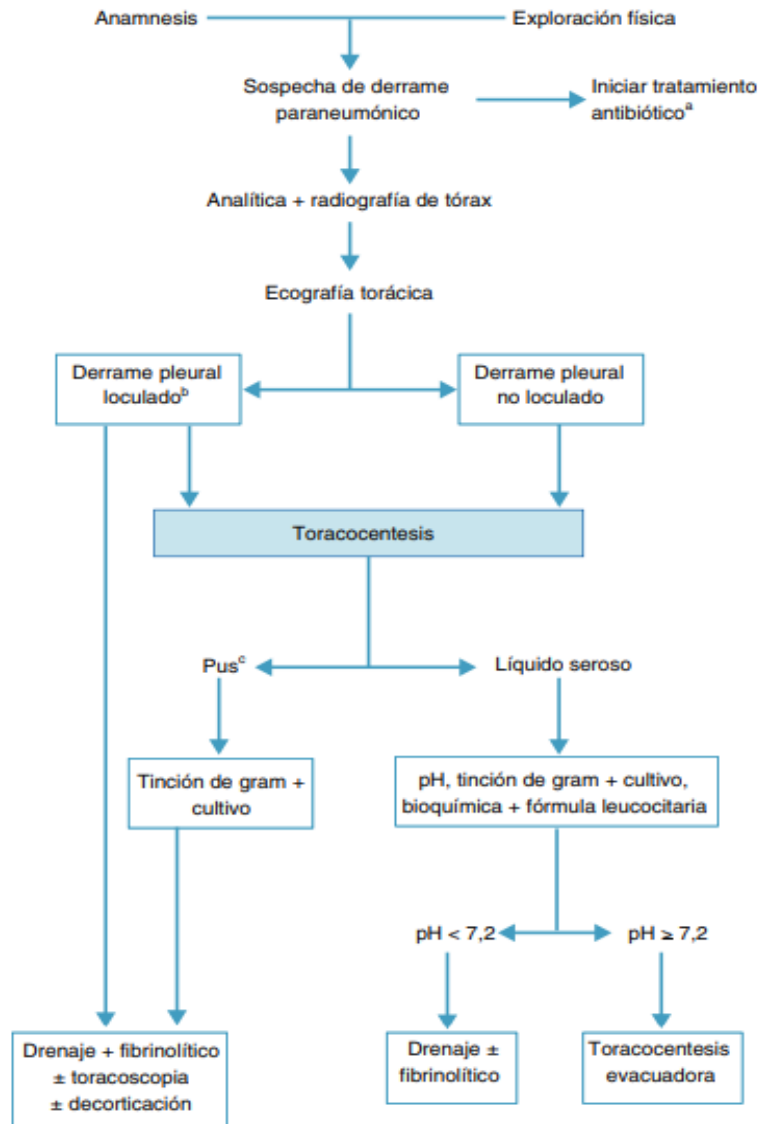 Anamnesis
Exploración física
Sospecha de derrame
paraneumónico
Iniciar tratamiento
antibiótico^a
Analítica + radiografía de tórax
Ecografía torácica
Derrame pleural
loculado^b
Derrame pleural
no loculado
Toracocentesis
Pus^c
Líquido seroso
Tinción de gram +
cultivo
pH, tinción de gram + cultivo,
bioquímica + fórmula leucocitaria
pH < 7,2
pH ≥ 7,2
Drenaje + fibrinolítico
± toracoscopia
± decorticación
Drenaje ±
fibrinolítico
Toracocentesis
evacuadora